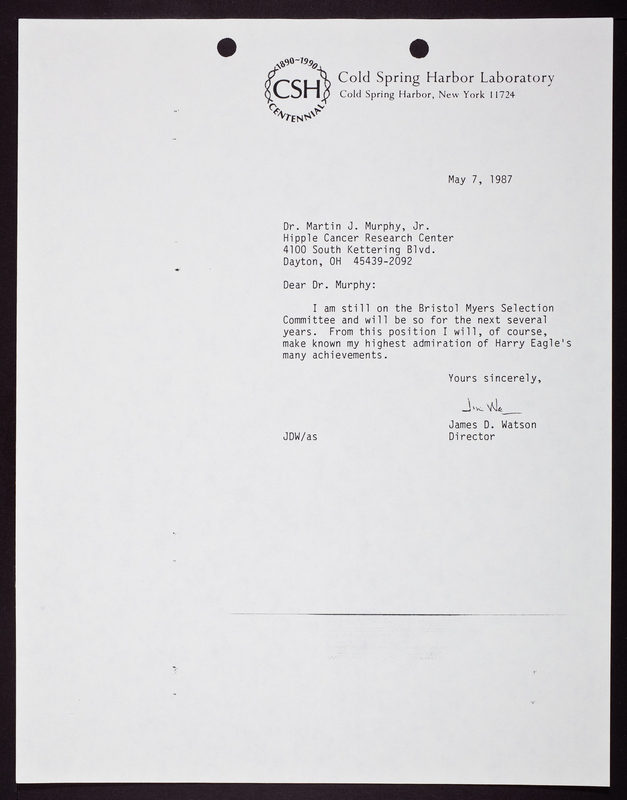 1890~1990
CSH
CENTENNIAL
Cold Spring Harbor Laboratory
Cold Spring Harbor, New York 11724
May 7, 1987
Dr. Martin J. Murphy, Jr.
Hipple Cancer Research Center
4100 South Kettering Blvd.
Dayton, OH  45439-2092
Dear Dr. Murphy:
I am still on the Bristol Myers Selection
Committee and will be so for the next several
years.  From this position I will, of course,
make known my highest admiration of Harry Eagle's
many achievements.
Yours sincerely,
James D. Watson
JDW/as Director